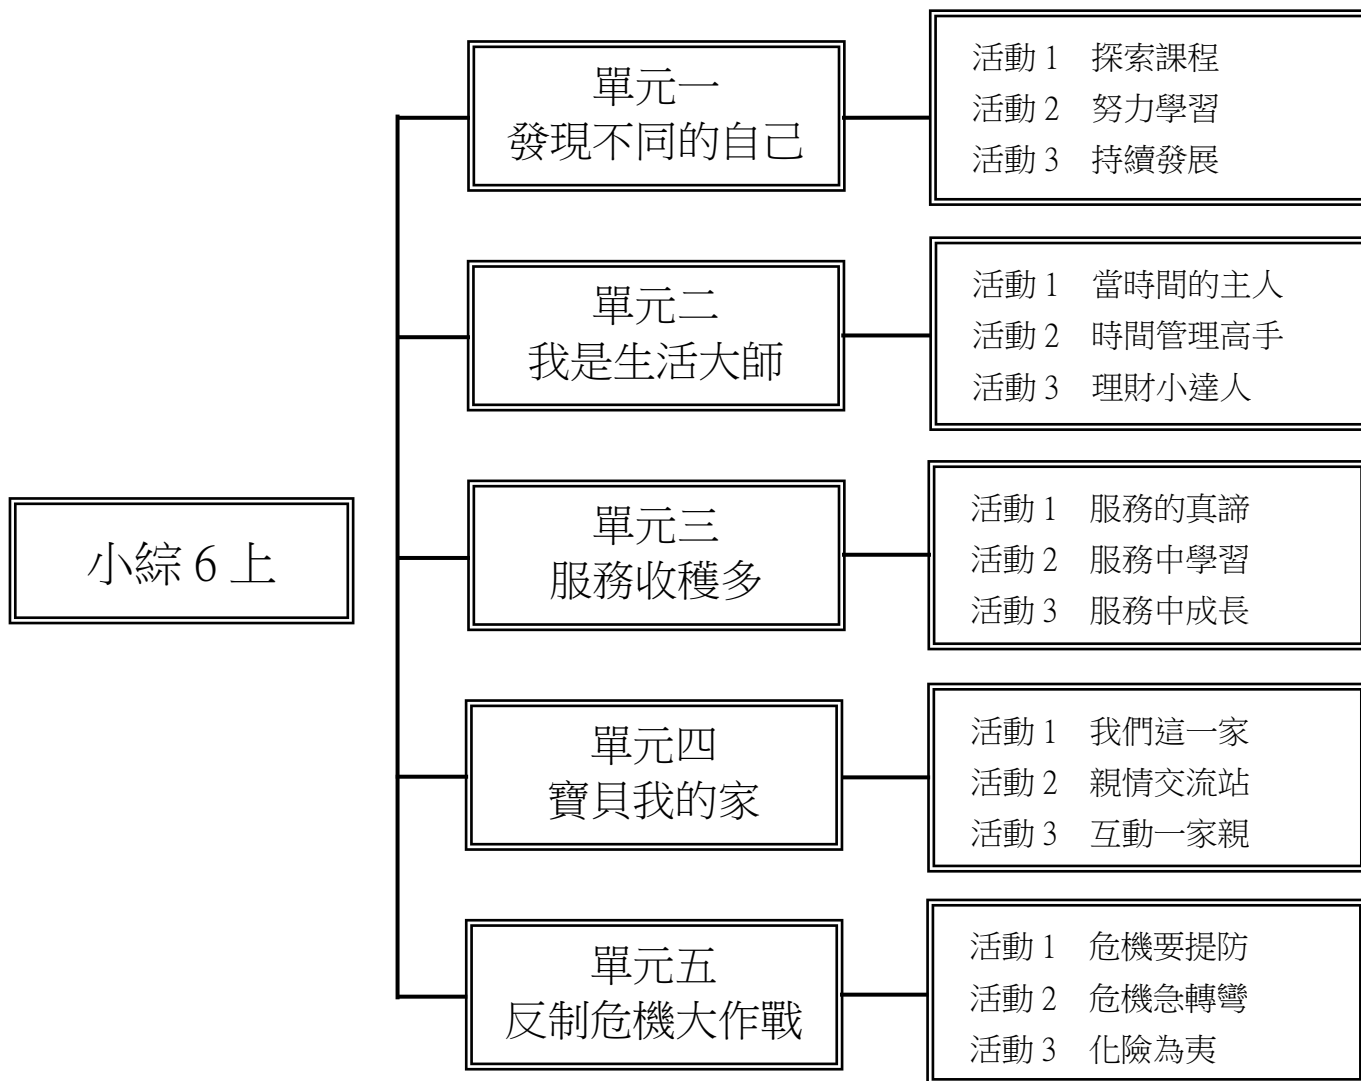 小綜 6 上
單元一
發現不同的自己
活動 1　探索課程
活動 2　努力學習
活動 3　持續發展
單元二
我是生活大師
活動 1　當時間的主人
活動 2　時間管理高手
活動 3　理財小達人
單元三
服務收穫多
活動 1　服務的真諦
活動 2　服務中學習
活動 3　服務中成長
單元四
寶貝我的家
活動 1　我們這一家
活動 2　親情交流站
活動 3　互動一家親
單元五
反制危機大作戰
活動 1　危機要提防
活動 2　危機急轉彎
活動 3　化險為夷